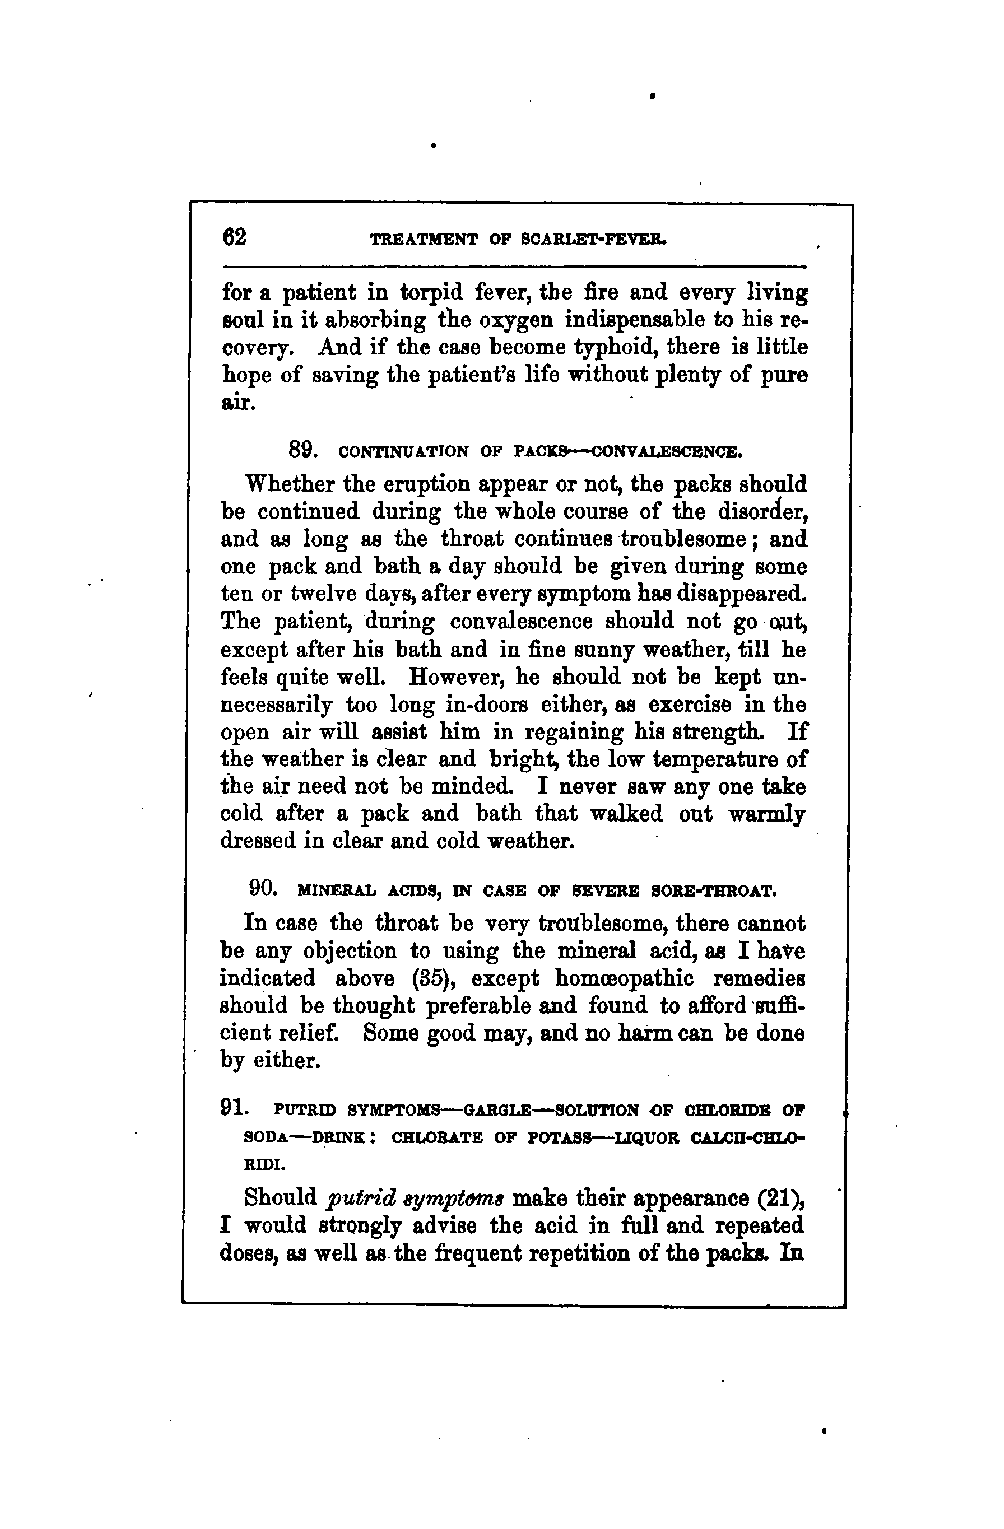 62 TREATMENT OF SCARLET-FEVER.
for a patient in torpid fever, the fire and every living
soul in it absorbing the oxygen indispensable to his re-
covery. And if the case become typhoid, there is little
hope of saving the patient's life without plenty of pure
air.
89. CONTINUATION OF PACKS—CONVALESCENCE.
Whether the eruption appear or not, the packs should
be continued during the whole course of the disorder,
and as long as the throat continues troublesome; and
one pack and bath a day should be given during some
ten or twelve days, after every symptom has disappeared.
The patient, during convalescence should not go out,
except after his bath and in fine sunny weather, till he
feels quite well. However, he should not be kept un-
necessarily too long in-doors either, as exercise in the
open air will assist him in regaining his strength. If
the weather is clear and bright, the low temperature of
the air need not be minded. I never saw any one take
cold after a pack and bath that walked out warmly
dressed in clear and cold weather.
90. MINERAL ACIDS, IN CASE OF SEVERE SORE-THROAT.
In case the throat be very troublesome, there cannot
be any objection to using the mineral acid, as I have
indicated above (35), except homœopathic remedies
should be thought preferable and found to afford suffi-
cient relief. Some good may, and no harm can be done
by either.
91. PUTRID SYMPTOMS—GARGLE—SOLUTION OF CHLORIDE OF
SODA—DRINK: CHLORATE OF POTASS—LIQUOR CALCII-CHLO-
RIDI.
Should putrid symptoms make their appearance (21),
I would strongly advise the acid in full and repeated
doses, as well as the frequent repetition of the packs. In